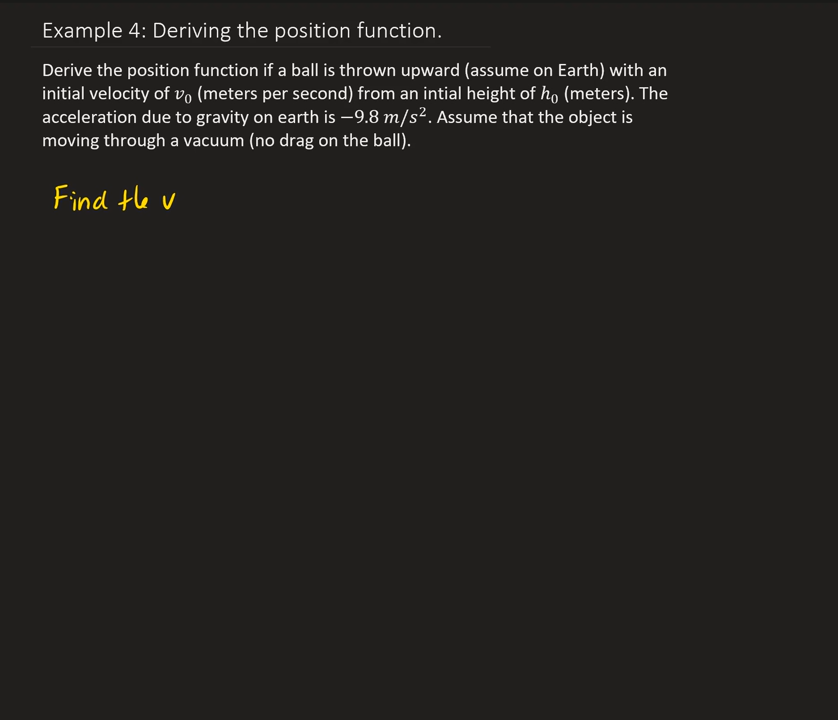 Example 4: Deriving the position function.
Derive the position function if a ball is thrown upward (assume on Earth) with an
initial velocity of v₀ (meters per second) from an intial height of h₀ (meters). The
acceleration due to gravity on earth is −9.8 m/s². Assume that the object is
moving through a vacuum (no drag on the ball).
Find the v